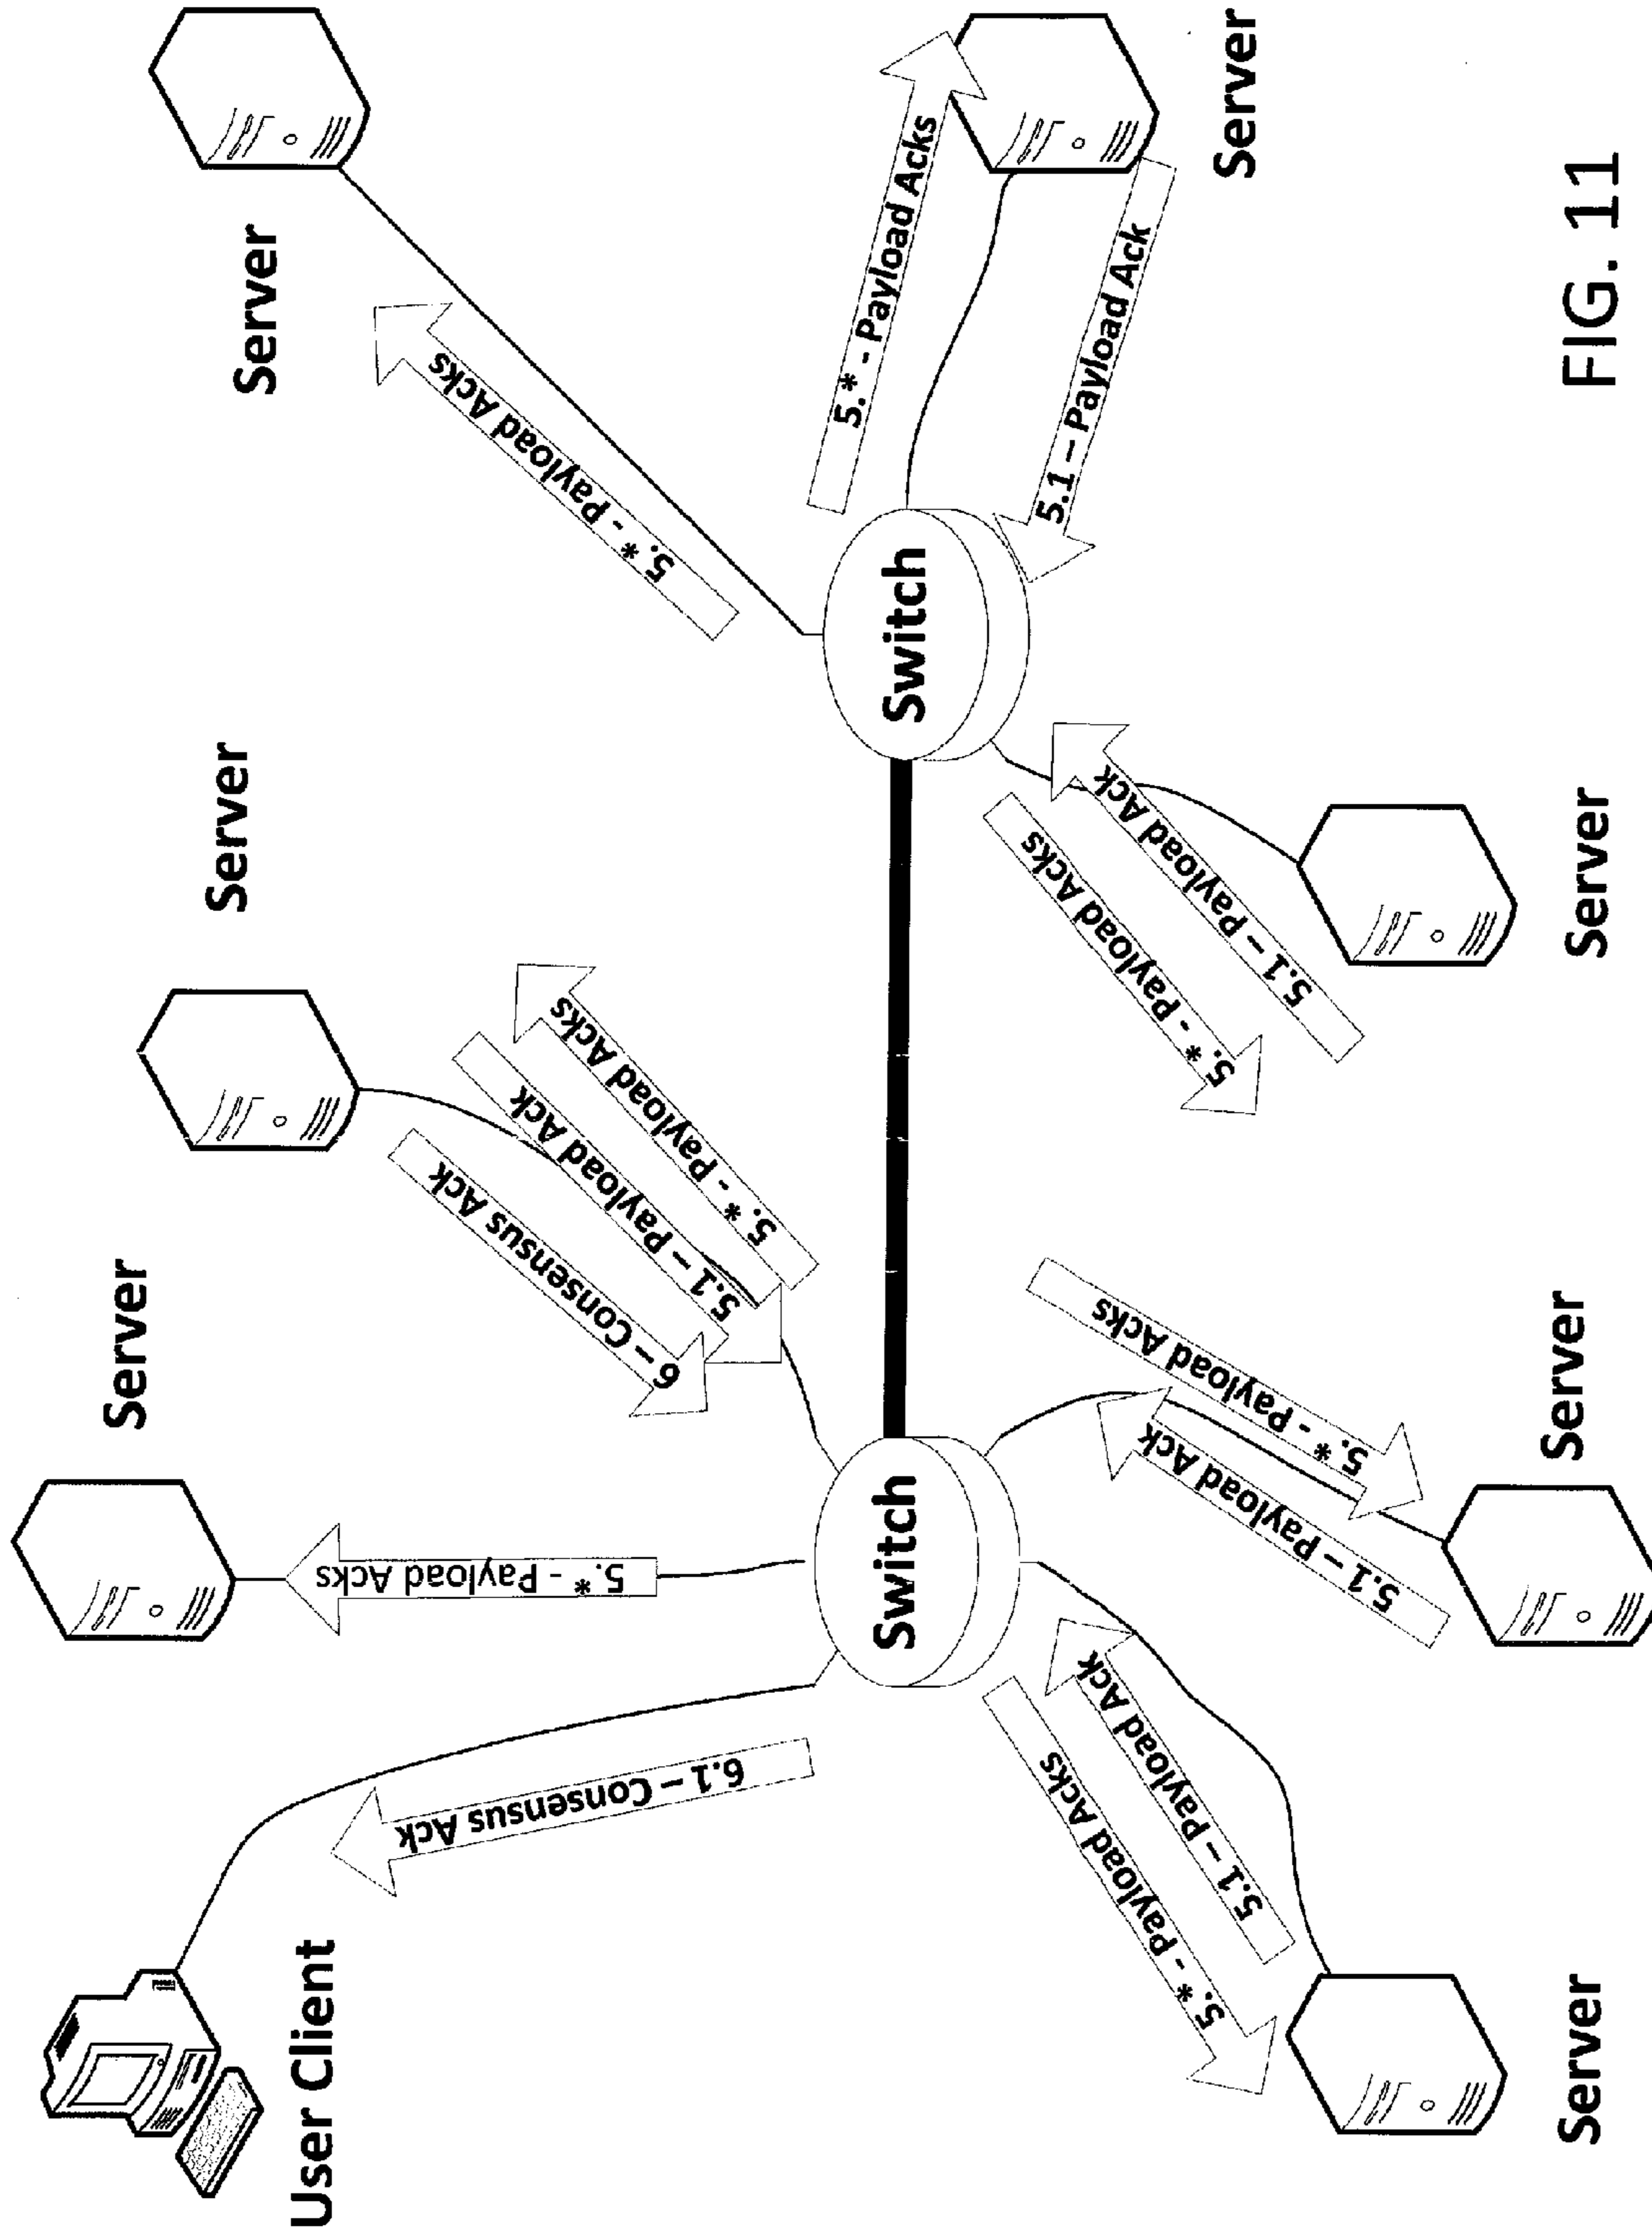 Server
Server
Server
User Client
6.1 – Consensus Ack
5.* - Payload Acks
6 – Consensus Ack
5.1 – Payload Ack
5.* - Payload Acks
5.* - Payload Acks
5.* - Payload Acks
Switch
Switch
5.1 – Payload Ack
Server
5.* - Payload Acks
5.1 – Payload Ack
5.1 – Payload Ack
5.* - Payload Acks
5.* - Payload Acks
5.1 – Payload Ack
Server
Server
Server
FIG. 11